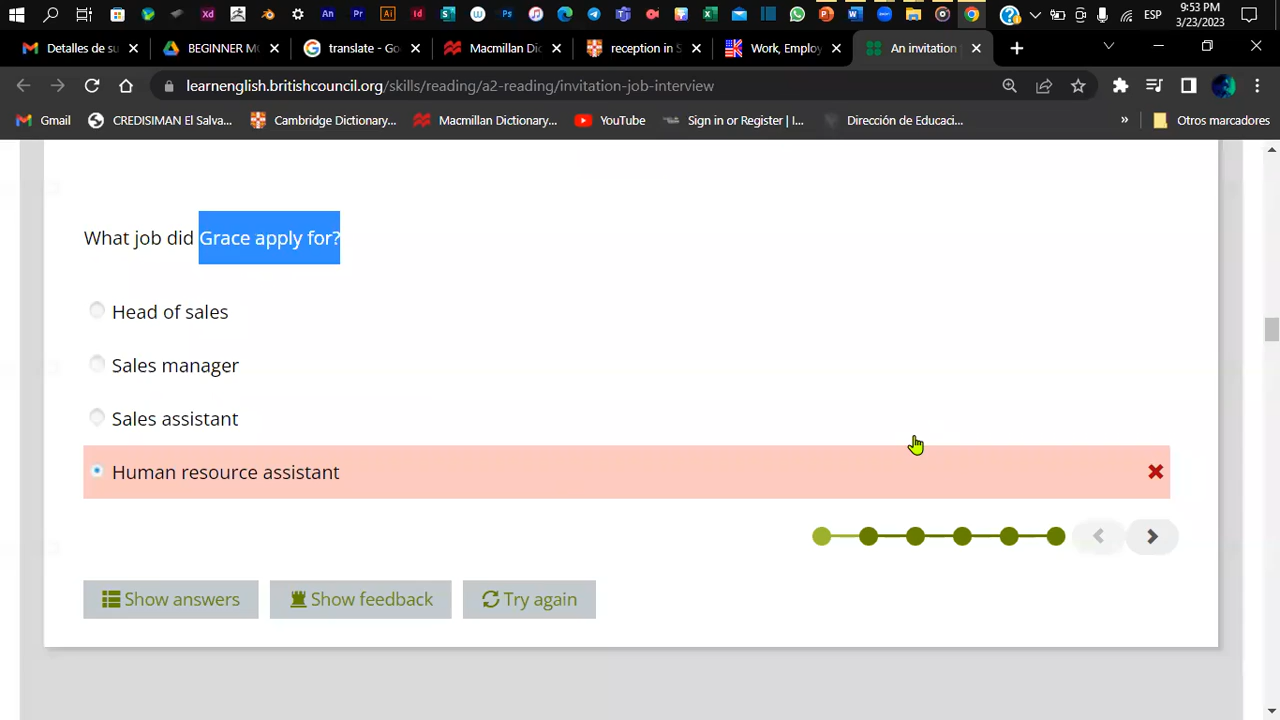 9:53 PM
ESP
3/23/2023
Detalles de su
BEGINNER MO
translate - Go
Macmillan Dic
reception in S
Work, Employ
An invitation
learnenglish.britishcouncil.org/skills/reading/a2-reading/invitation-job-interview
Gmail
CREDISIMAN El Salva...
Cambridge Dictionary...
Macmillan Dictionary...
YouTube
Sign in or Register | I...
Dirección de Educaci...
»
Otros marcadores
What job did Grace apply for?
Head of sales
Sales manager
Sales assistant
Human resource assistant
Show answers
Show feedback
Try again